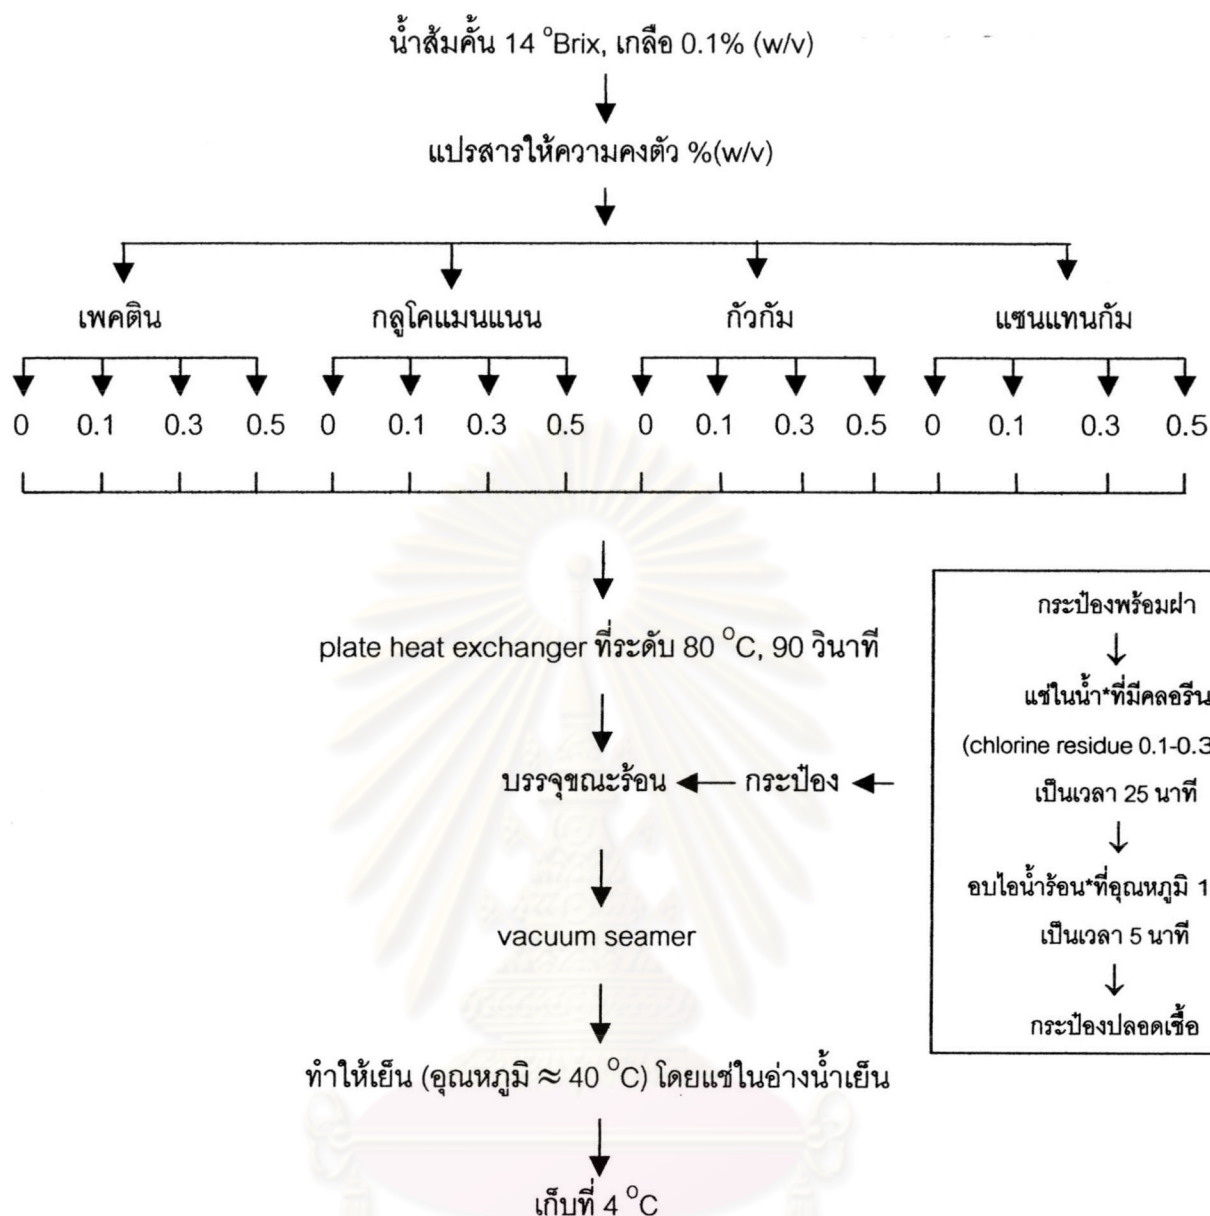 น้ำส้มคั้น 14 °Brix, เกลือ 0.1% (w/v)
แปรสารให้ความคงตัว %(w/v)
เพคติน กลูโคแมนแนน กัวกัม แซนแทนกัม
0 0.1 0.3 0.5 0 0.1 0.3 0.5 0 0.1 0.3 0.5 0 0.1 0.3 0.5
plate heat exchanger ที่ระดับ 80 °C, 90 วินาที
บรรจุขณะร้อน กระป๋อง
vacuum seamer
ทำให้เย็น (อุณหภูมิ ≈ 40 °C) โดยแช่ในอ่างน้ำเย็น
เก็บที่ 4 °C
กระป๋องพร้อมฝา
แช่ในน้ำ*ที่มีคลอรีน
(chlorine residue 0.1-0.3
เป็นเวลา 25 นาที
อบไอน้ำร้อน*ที่อุณหภูมิ 1
เป็นเวลา 5 นาที
กระป๋องปลอดเชื้อ